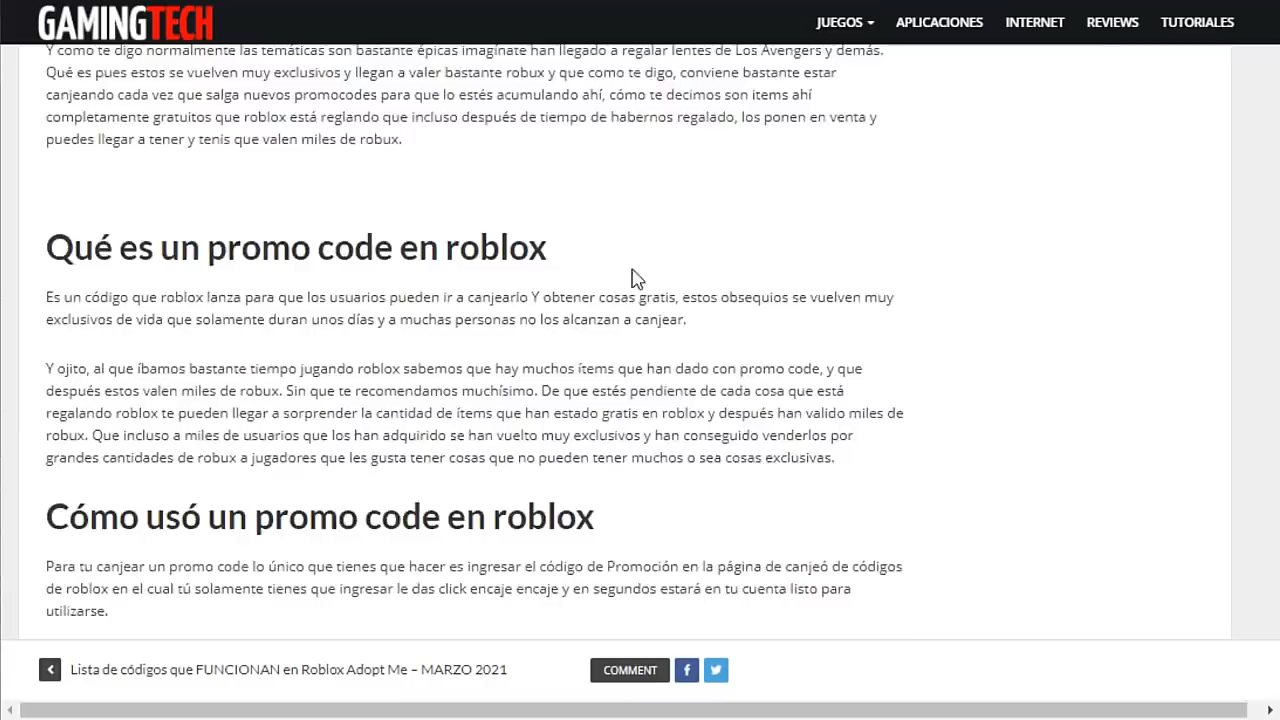 GAMINGTECH
JUEGOS
APLICACIONES
INTERNET
REVIEWS
TUTORIALES
Y como te digo normalmente las temáticas son bastante épicas imagínate han llegado a regalar lentes de Los Avengers y demás.
Qué es pues estos se vuelven muy exclusivos y llegan a valer bastante robux y que como te digo, conviene bastante estar
canjeando cada vez que salga nuevos promocodes para que lo estés acumulando ahí, cómo te decimos son items ahí
completamente gratuitos que roblox está reglando que incluso después de tiempo de habernos regalado, los ponen en venta y
puedes llegar a tener y tenis que valen miles de robux.
Qué es un promo code en roblox
Es un código que roblox lanza para que los usuarios pueden ir a canjearlo Y obtener cosas gratis, estos obsequios se vuelven muy
exclusivos de vida que solamente duran unos días y a muchas personas no los alcanzan a canjear.
Y ojito, al que íbamos bastante tiempo jugando roblox sabemos que hay muchos ítems que han dado con promo code, y que
después estos valen miles de robux. Sin que te recomendamos muchísimo. De que estés pendiente de cada cosa que está
regalando roblox te pueden llegar a sorprender la cantidad de ítems que han estado gratis en roblox y después han valido miles de
robux. Que incluso a miles de usuarios que los han adquirido se han vuelto muy exclusivos y han conseguido venderlos por
grandes cantidades de robux a jugadores que les gusta tener cosas que no pueden tener muchos o sea cosas exclusivas.
Cómo usó un promo code en roblox
Para tu canjear un promo code lo único que tienes que hacer es ingresar el código de Promoción en la página de canjeó de códigos
de roblox en el cual tú solamente tienes que ingresar le das click encaje encaje y en segundos estará en tu cuenta listo para
utilizarse.
Lista de códigos que FUNCIONAN en Roblox Adopt Me – MARZO 2021
COMMENT